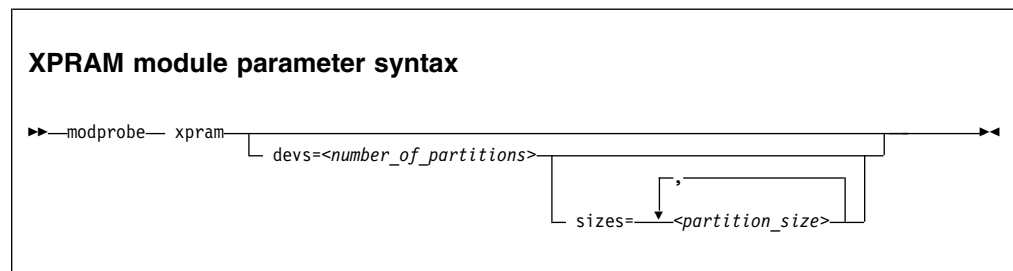 XPRAM module parameter syntax
modprobe xpram
devs=<number_of_partitions>
,
sizes= <partition_size>